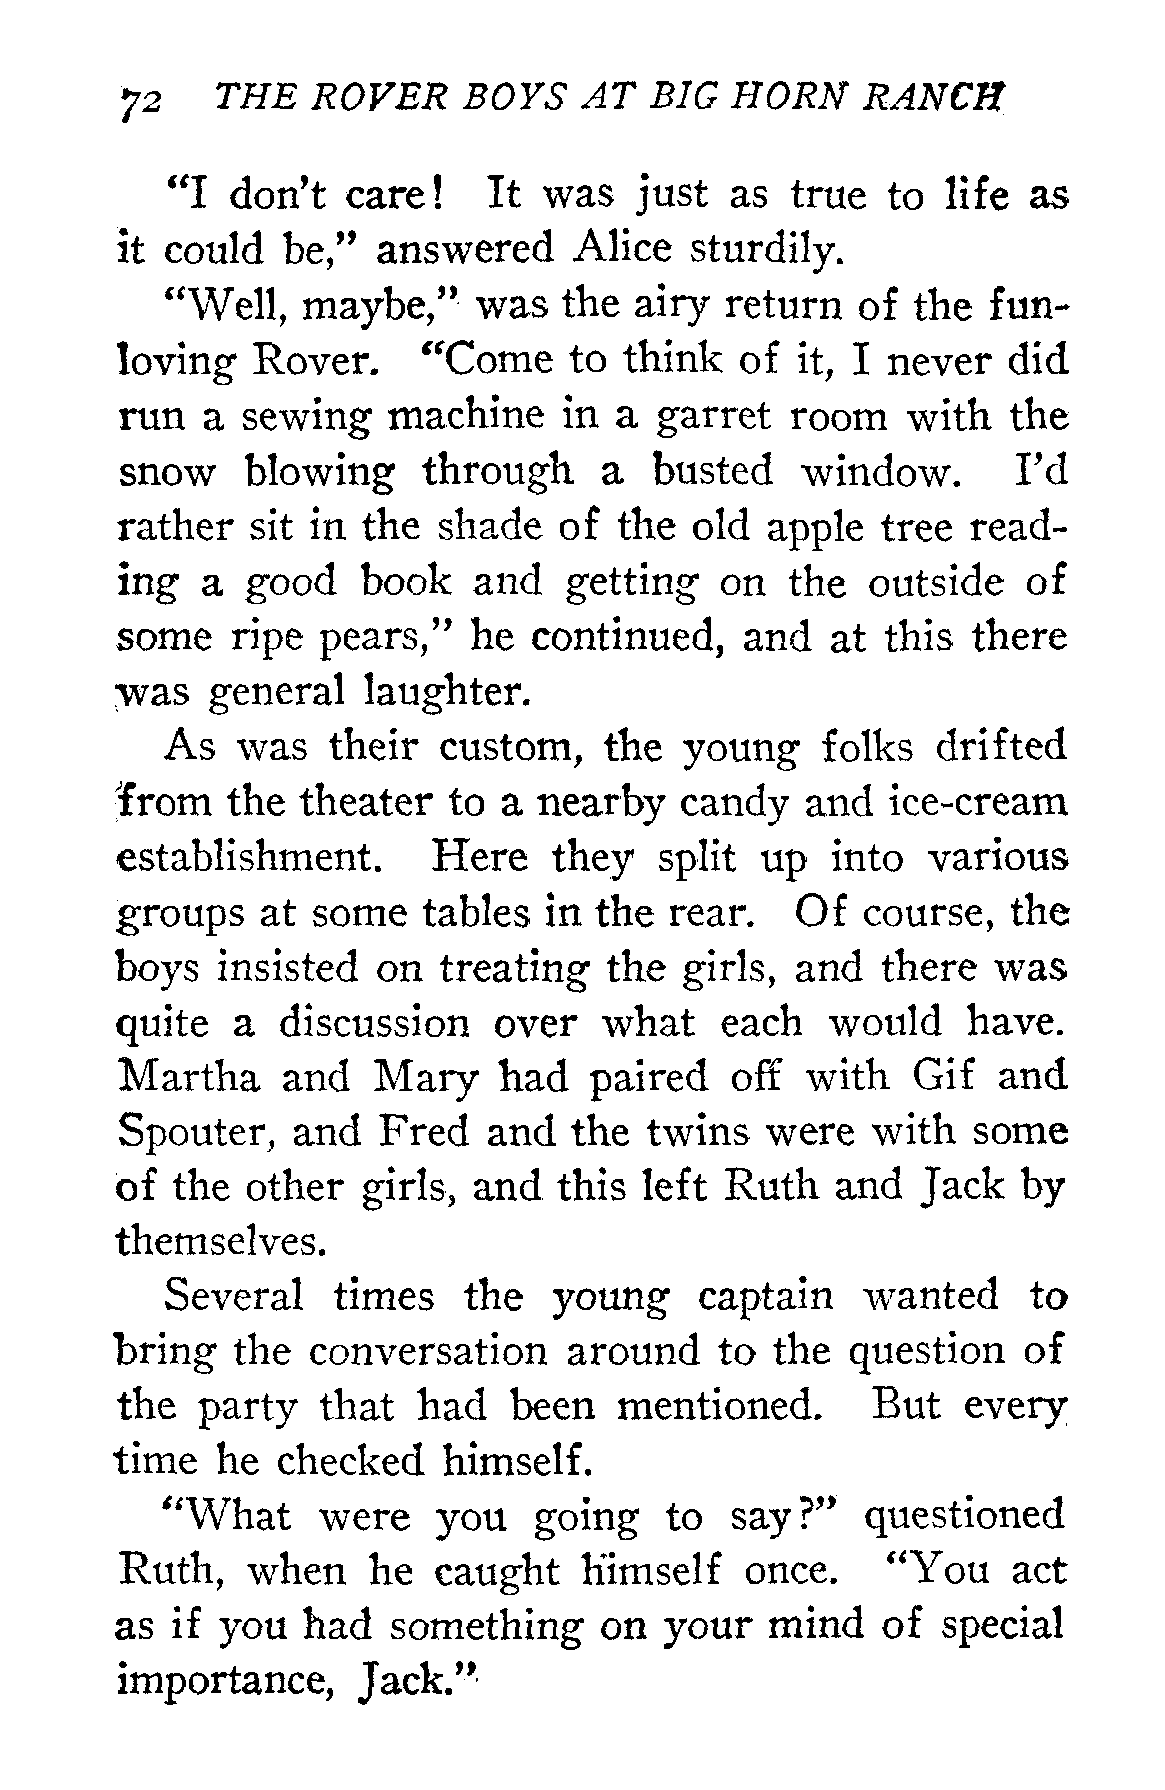 72 THE ROVER BOYS AT BIG HORN RANCH
“I don’t care! It was just as true to life as
it could be,” answered Alice sturdily.
“Well, maybe,” was the airy return of the fun-
loving Rover. “Come to think of it, I never did
run a sewing machine in a garret room with the
snow blowing through a busted window. I’d
rather sit in the shade of the old apple tree read-
ing a good book and getting on the outside of
some ripe pears,” he continued, and at this there
was general laughter.
As was their custom, the young folks drifted
from the theater to a nearby candy and ice-cream
establishment. Here they split up into various
groups at some tables in the rear. Of course, the
boys insisted on treating the girls, and there was
quite a discussion over what each would have.
Martha and Mary had paired off with Gif and
Spouter, and Fred and the twins were with some
of the other girls, and this left Ruth and Jack by
themselves.
Several times the young captain wanted to
bring the conversation around to the question of
the party that had been mentioned. But every
time he checked himself.
“What were you going to say?” questioned
Ruth, when he caught himself once. “You act
as if you had something on your mind of special
importance, Jack.”